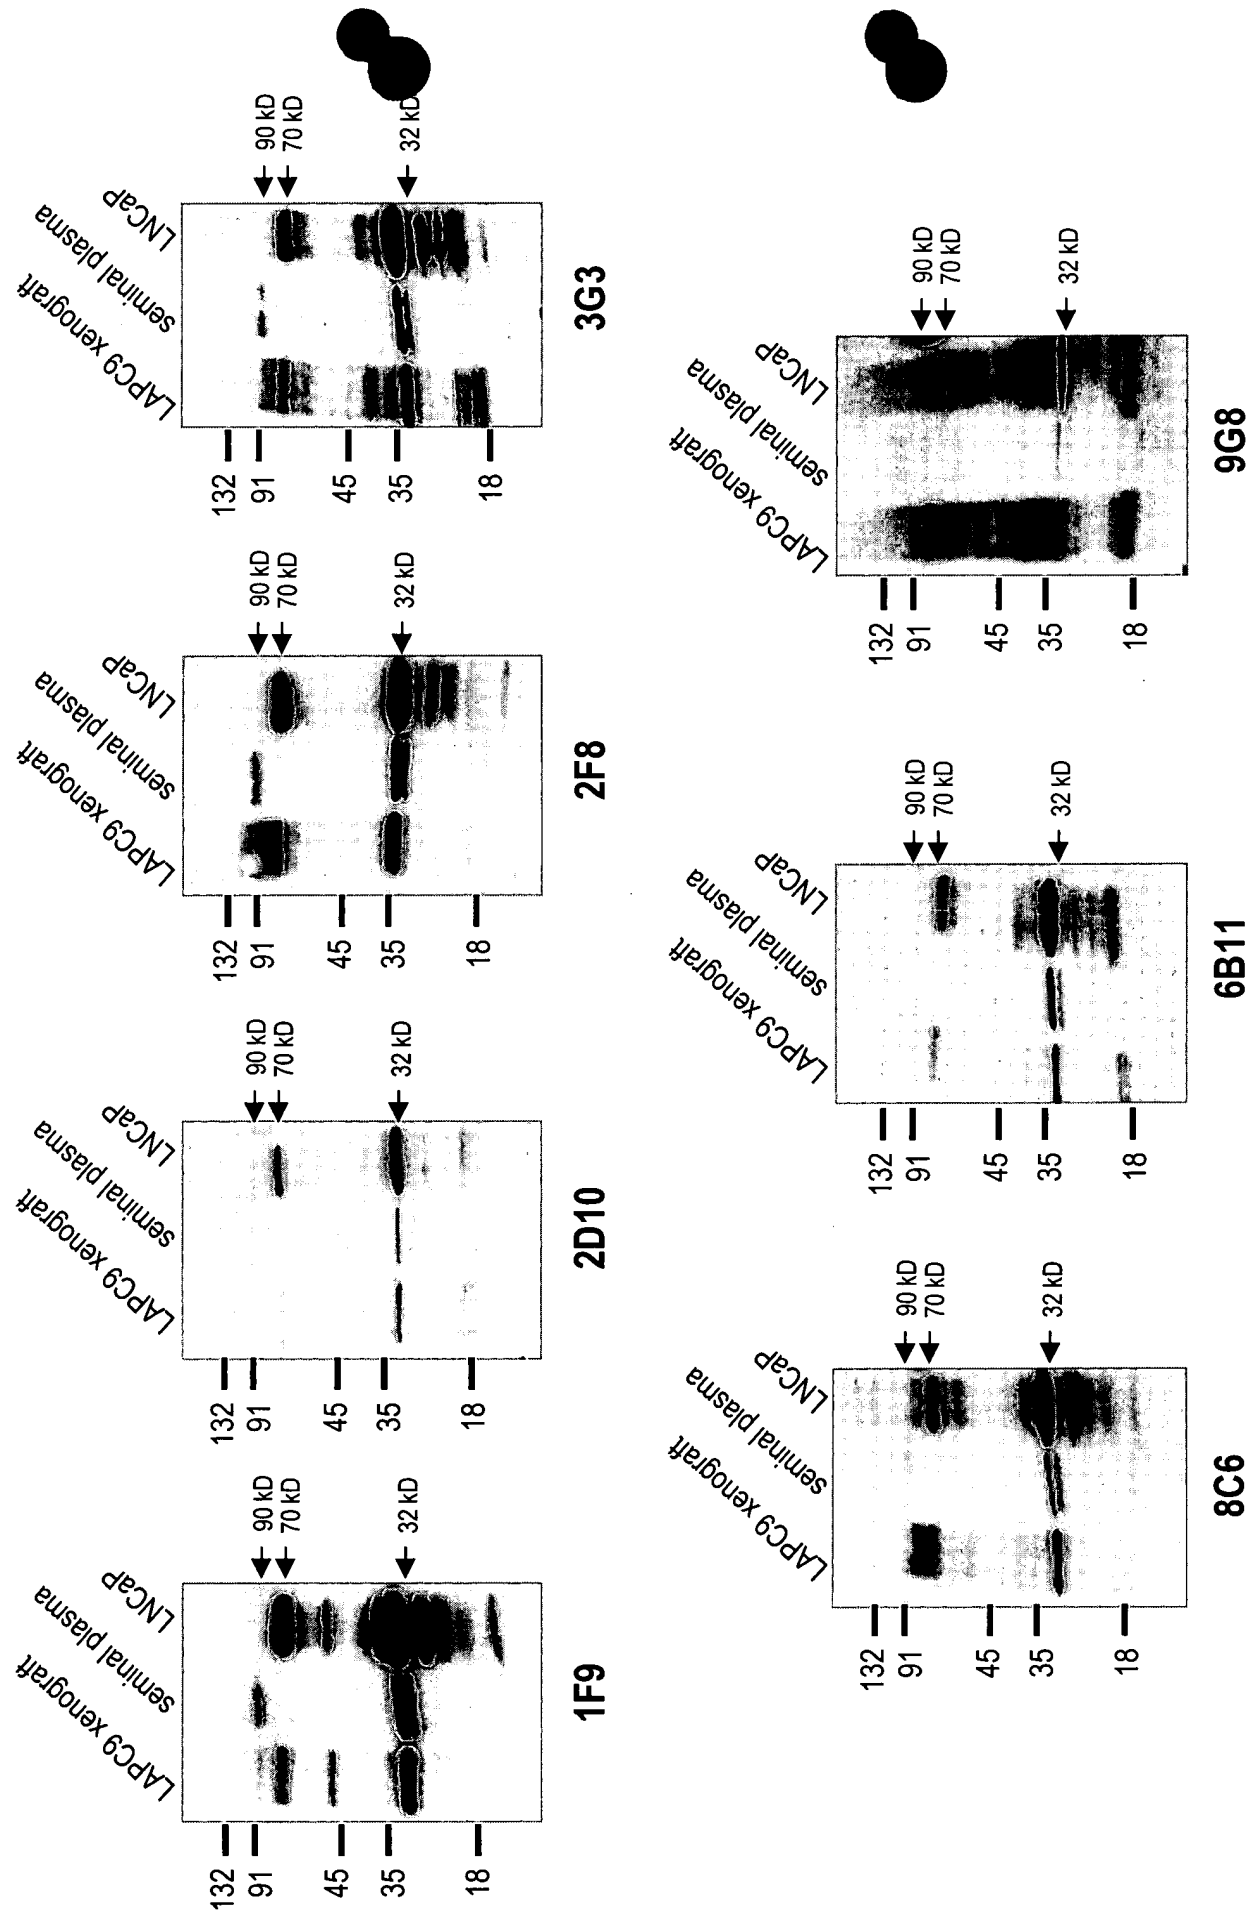 LAPC9 xenograft
seminal plasma
LNCaP
132
91
45
35
18
90 kD
70 kD
32 kD
1F9
LAPC9 xenograft
seminal plasma
LNCaP
132
91
45
35
18
90 kD
70 kD
32 kD
2D10
LAPC9 xenograft
seminal plasma
LNCaP
132
91
45
35
18
90 kD
70 kD
32 kD
2F8
LAPC9 xenograft
seminal plasma
LNCaP
132
91
45
35
18
90 kD
70 kD
32 kD
3G3
LAPC9 xenograft
seminal plasma
LNCaP
132
91
45
35
18
90 kD
70 kD
32 kD
8C6
LAPC9 xenograft
seminal plasma
LNCaP
132
91
45
35
18
90 kD
70 kD
32 kD
6B11
LAPC9 xenograft
seminal plasma
LNCaP
132
91
45
35
18
90 kD
70 kD
32 kD
9G8